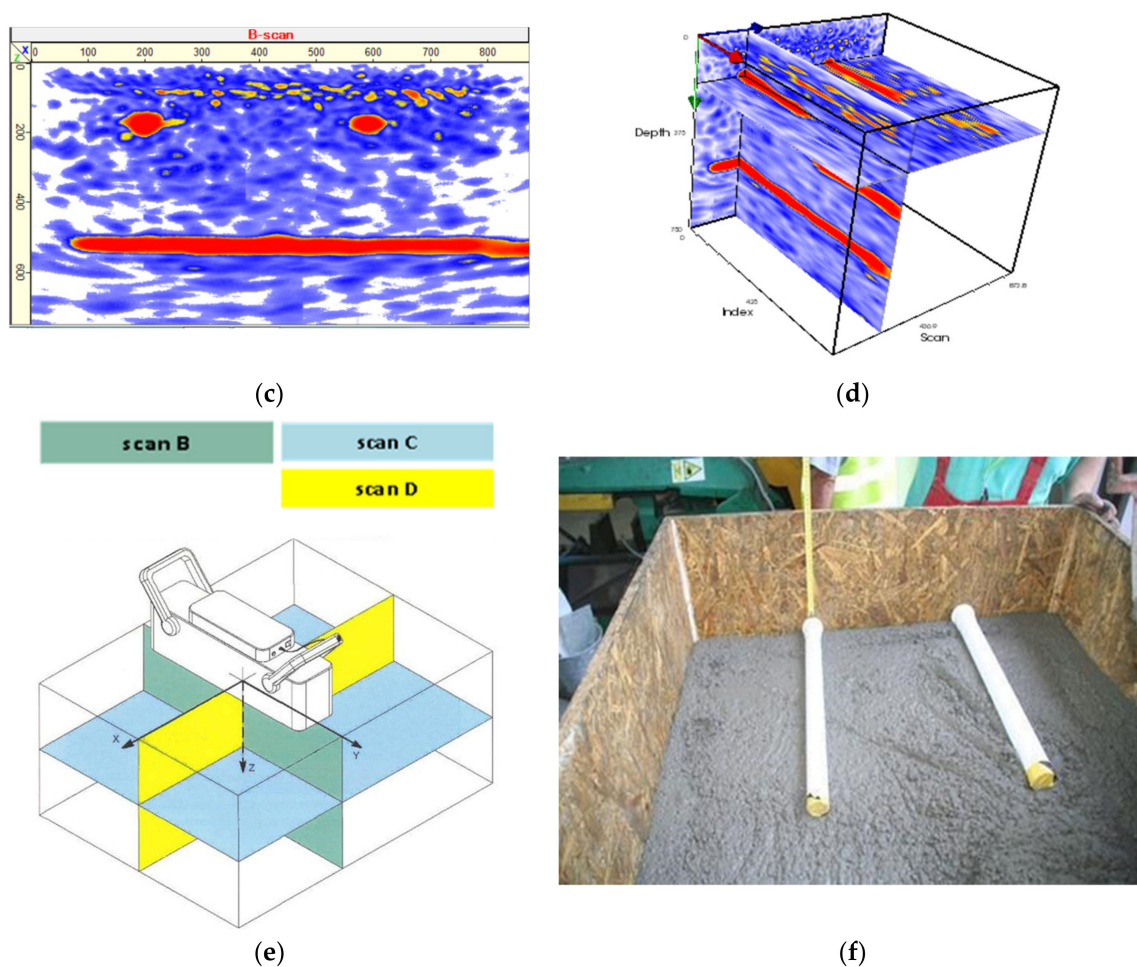 B-scan
X
Z
0 100 200 300 400 500 600 700 800
0
200
400
600
0
Depth 375
750
0
425
Index
436.9
Scan
873.8
(c)
(d)
scan B
scan C
scan D
X
Y
Z
(e)
(f)